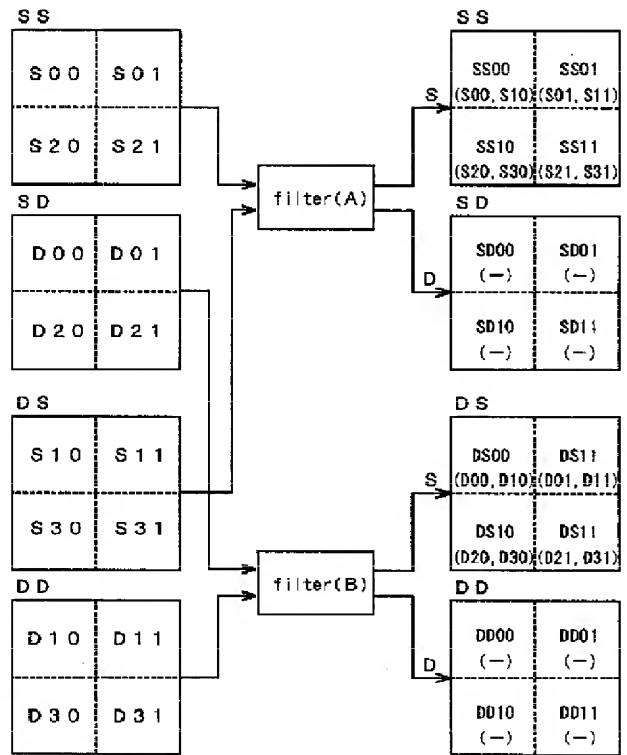 SS
S00 S01
S20 S21
SD
D00 D01
D20 D21
DS
S10 S11
S30 S31
DD
D10 D11
D30 D31
filter(A)
filter(B)
SS
S
SS00 SS01
(S00, S10) (S01, S11)
SS10 SS11
(S20, S30) (S21, S31)
SD
D
SD00 SD01
(—) (—)
SD10 SD11
(—) (—)
DS
S
DS00 DS11
(D00, D10) (D01, D11)
DS10 DS11
(D20, D30) (D21, D31)
DD
D
DD00 DD01
(—) (—)
DD10 DD11
(—) (—)